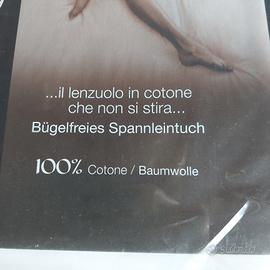 ...il lenzuolo in cotone
che non si stira...
Bügelfreies Spannleintuch
100% Cotone / Baumwolle